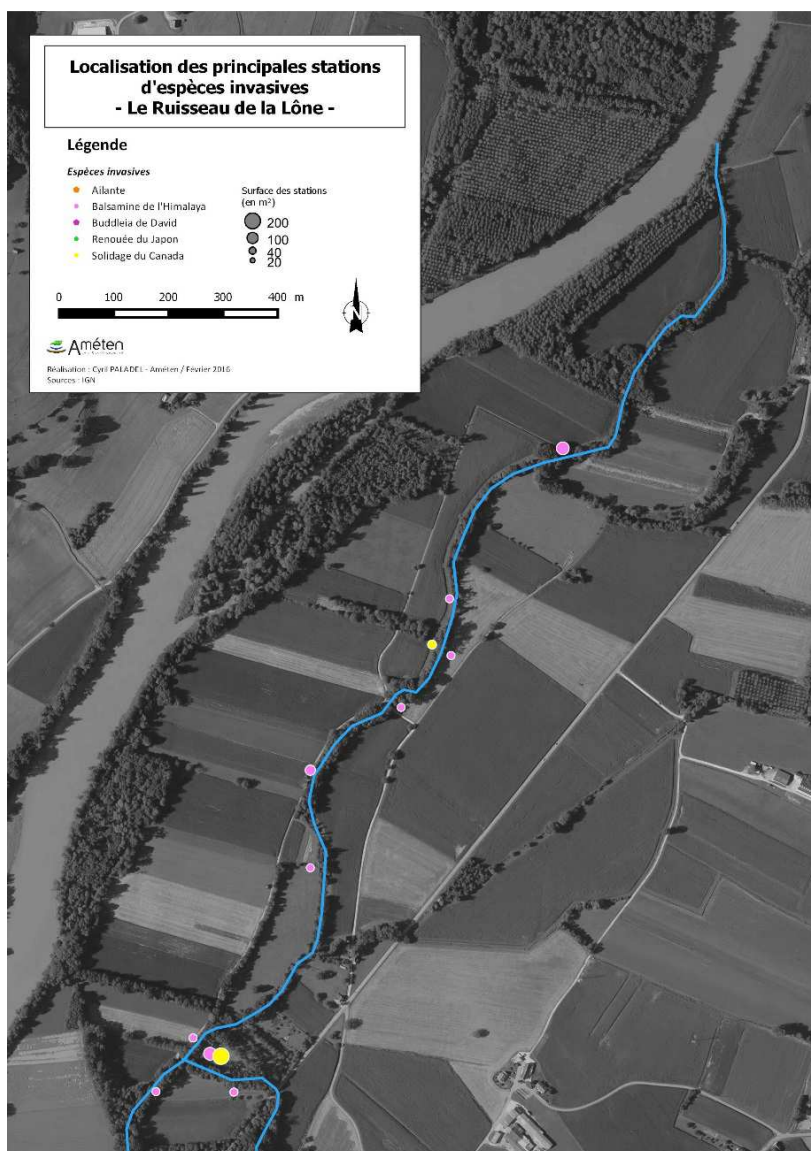 Localisation des principales stations
d'espèces invasives
- Le Ruisseau de la Lône -
Légende
Espèces invasives
Ailante
Balsamine de l'Himalaya
Buddleia de David
Renouée du Japon
Solidage du Canada
Surface des stations
(en m²)
200
100
40
20
0 100 200 300 400 m
N
Améten
Réalisation : Cyril PALADEL - Améten / Février 2016
Sources : IGN